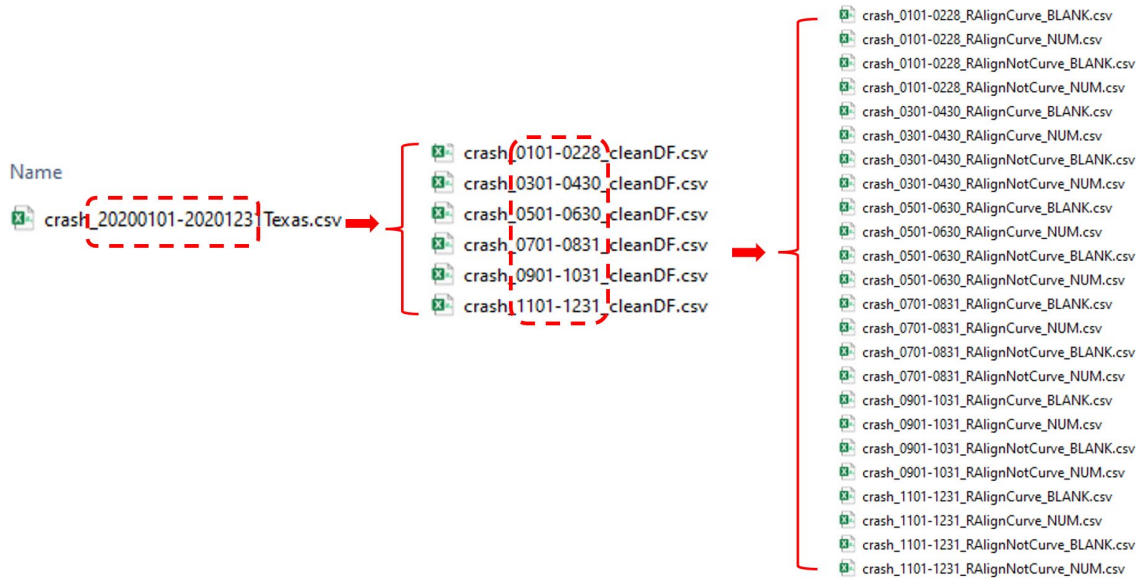 Name
crash_20200101-20201231Texas.csv
crash_0101-0228_cleanDF.csv
crash_0301-0430_cleanDF.csv
crash_0501-0630_cleanDF.csv
crash_0701-0831_cleanDF.csv
crash_0901-1031_cleanDF.csv
crash_1101-1231_cleanDF.csv
crash_0101-0228_RAlignCurve_BLANK.csv
crash_0101-0228_RAlignCurve_NUM.csv
crash_0101-0228_RAlignNotCurve_BLANK.csv
crash_0101-0228_RAlignNotCurve_NUM.csv
crash_0301-0430_RAlignCurve_BLANK.csv
crash_0301-0430_RAlignCurve_NUM.csv
crash_0301-0430_RAlignNotCurve_BLANK.csv
crash_0301-0430_RAlignNotCurve_NUM.csv
crash_0501-0630_RAlignCurve_BLANK.csv
crash_0501-0630_RAlignCurve_NUM.csv
crash_0501-0630_RAlignNotCurve_BLANK.csv
crash_0501-0630_RAlignNotCurve_NUM.csv
crash_0701-0831_RAlignCurve_BLANK.csv
crash_0701-0831_RAlignCurve_NUM.csv
crash_0701-0831_RAlignNotCurve_BLANK.csv
crash_0701-0831_RAlignNotCurve_NUM.csv
crash_0901-1031_RAlignCurve_BLANK.csv
crash_0901-1031_RAlignCurve_NUM.csv
crash_0901-1031_RAlignNotCurve_BLANK.csv
crash_0901-1031_RAlignNotCurve_NUM.csv
crash_1101-1231_RAlignCurve_BLANK.csv
crash_1101-1231_RAlignCurve_NUM.csv
crash_1101-1231_RAlignNotCurve_BLANK.csv
crash_1101-1231_RAlignNotCurve_NUM.csv